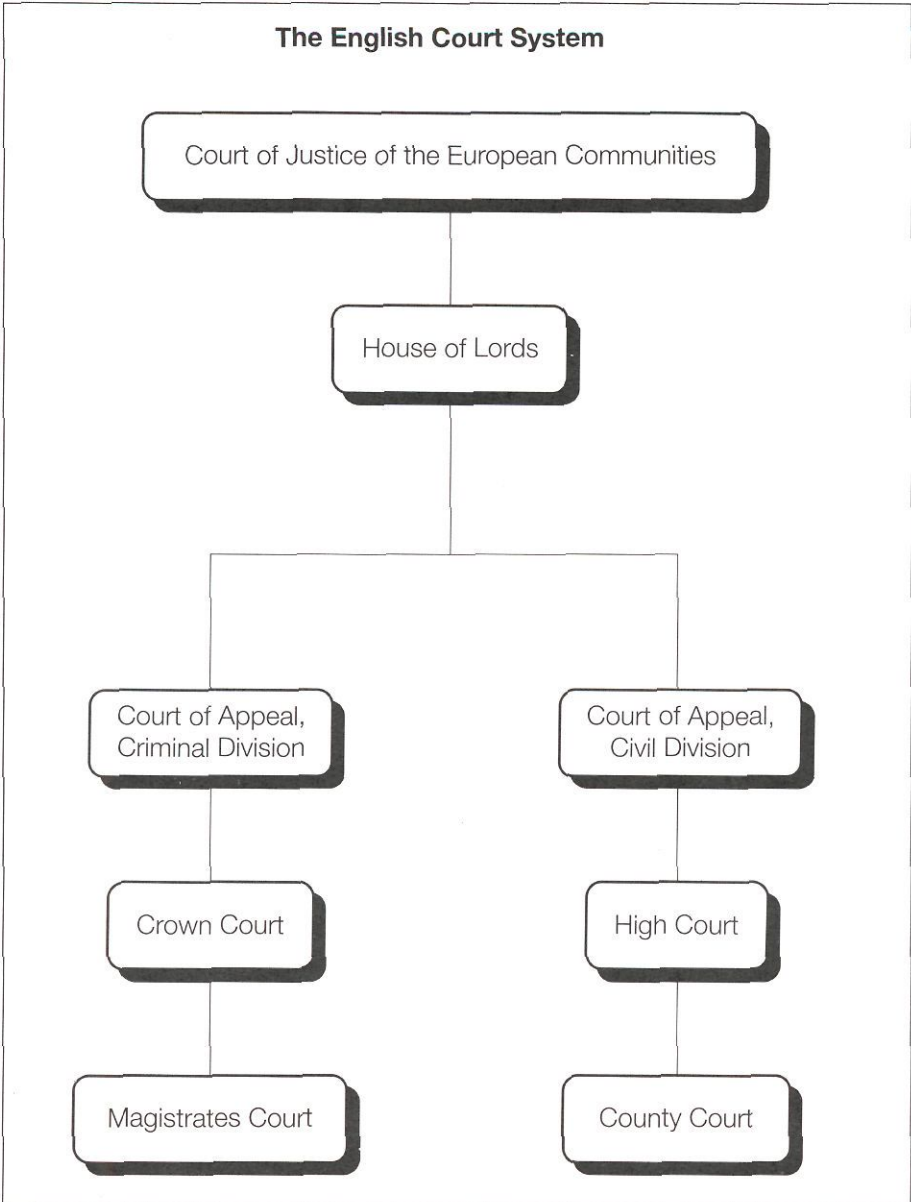 The English Court System
Court of Justice of the European Communities
House of Lords
Court of Appeal,
Criminal Division
Court of Appeal,
Civil Division
Crown Court
High Court
Magistrates Court
County Court